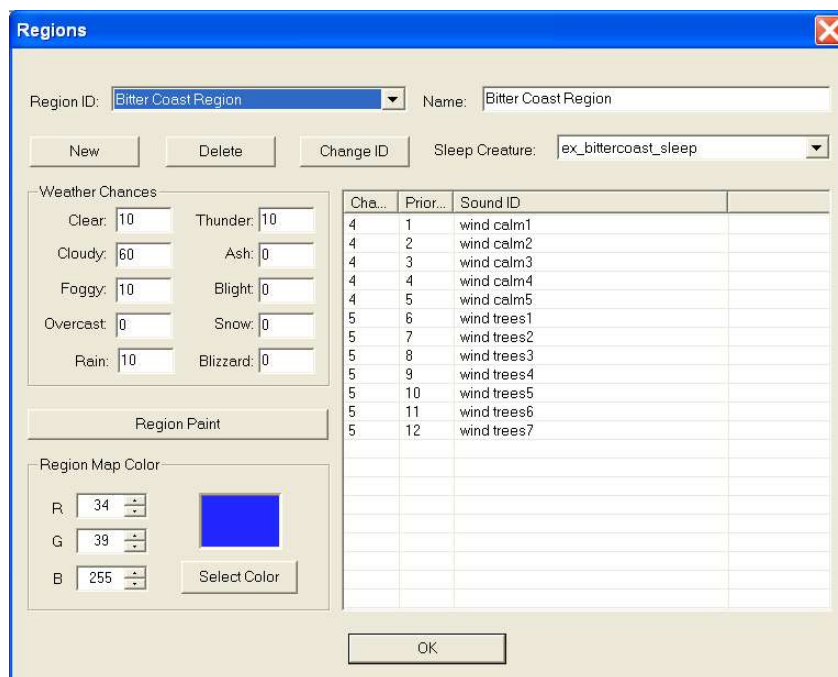 Regions
Region ID: Bitter Coast Region Name: Bitter Coast Region
New Delete Change ID Sleep Creature: ex_bittercoast_sleep
Weather Chances
Clear: 10 Thunder: 10
Cloudy: 60 Ash: 0
Foggy: 10 Blight: 0
Overcast: 0 Snow: 0
Rain: 10 Blizzard: 0
Region Paint
Region Map Color
R 34
G 39
B 255
Select Color
Cha... Prior... Sound ID
4 1 wind calm1
4 2 wind calm2
4 3 wind calm3
4 4 wind calm4
4 5 wind calm5
5 6 wind trees1
5 7 wind trees2
5 8 wind trees3
5 9 wind trees4
5 10 wind trees5
5 11 wind trees6
5 12 wind trees7
OK